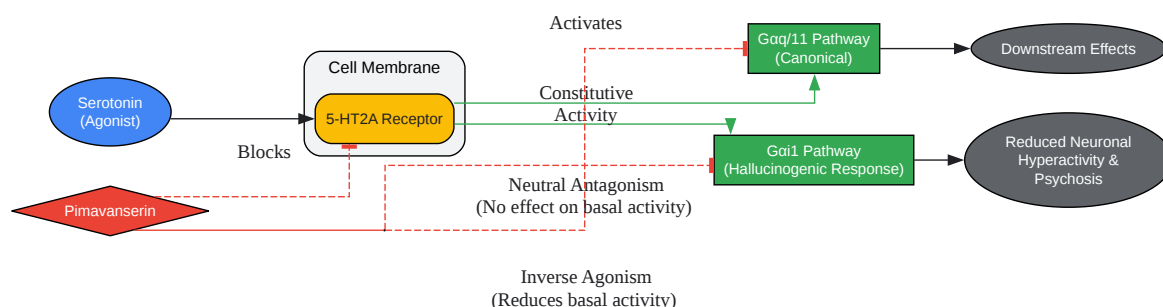 Activates
Gαq/11 Pathway
(Canonical)
Downstream Effects
Cell Membrane
Serotonin
(Agonist)
5-HT2A Receptor
Constitutive
Activity
Blocks
Gαi1 Pathway
(Hallucinogenic Response)
Reduced Neuronal
Hyperactivity &
Psychosis
Pimavanserin
Neutral Antagonism
(No effect on basal activity)
Inverse Agonism
(Reduces basal activity)